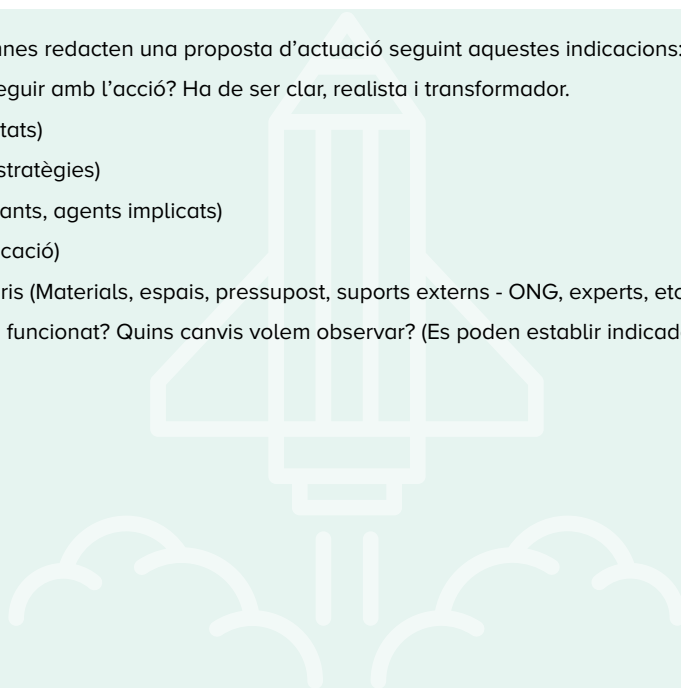 nnes redacten una proposta d’actuació seguint aquestes indicacions:
eguir amb l’acció? Ha de ser clar, realista i transformador.
tats)
stratègies)
ants, agents implicats)
cació)
ris (Materials, espais, pressupost, suports externs - ONG, experts, etc
funcionat? Quins canvis volem observar? (Es poden establir indicad